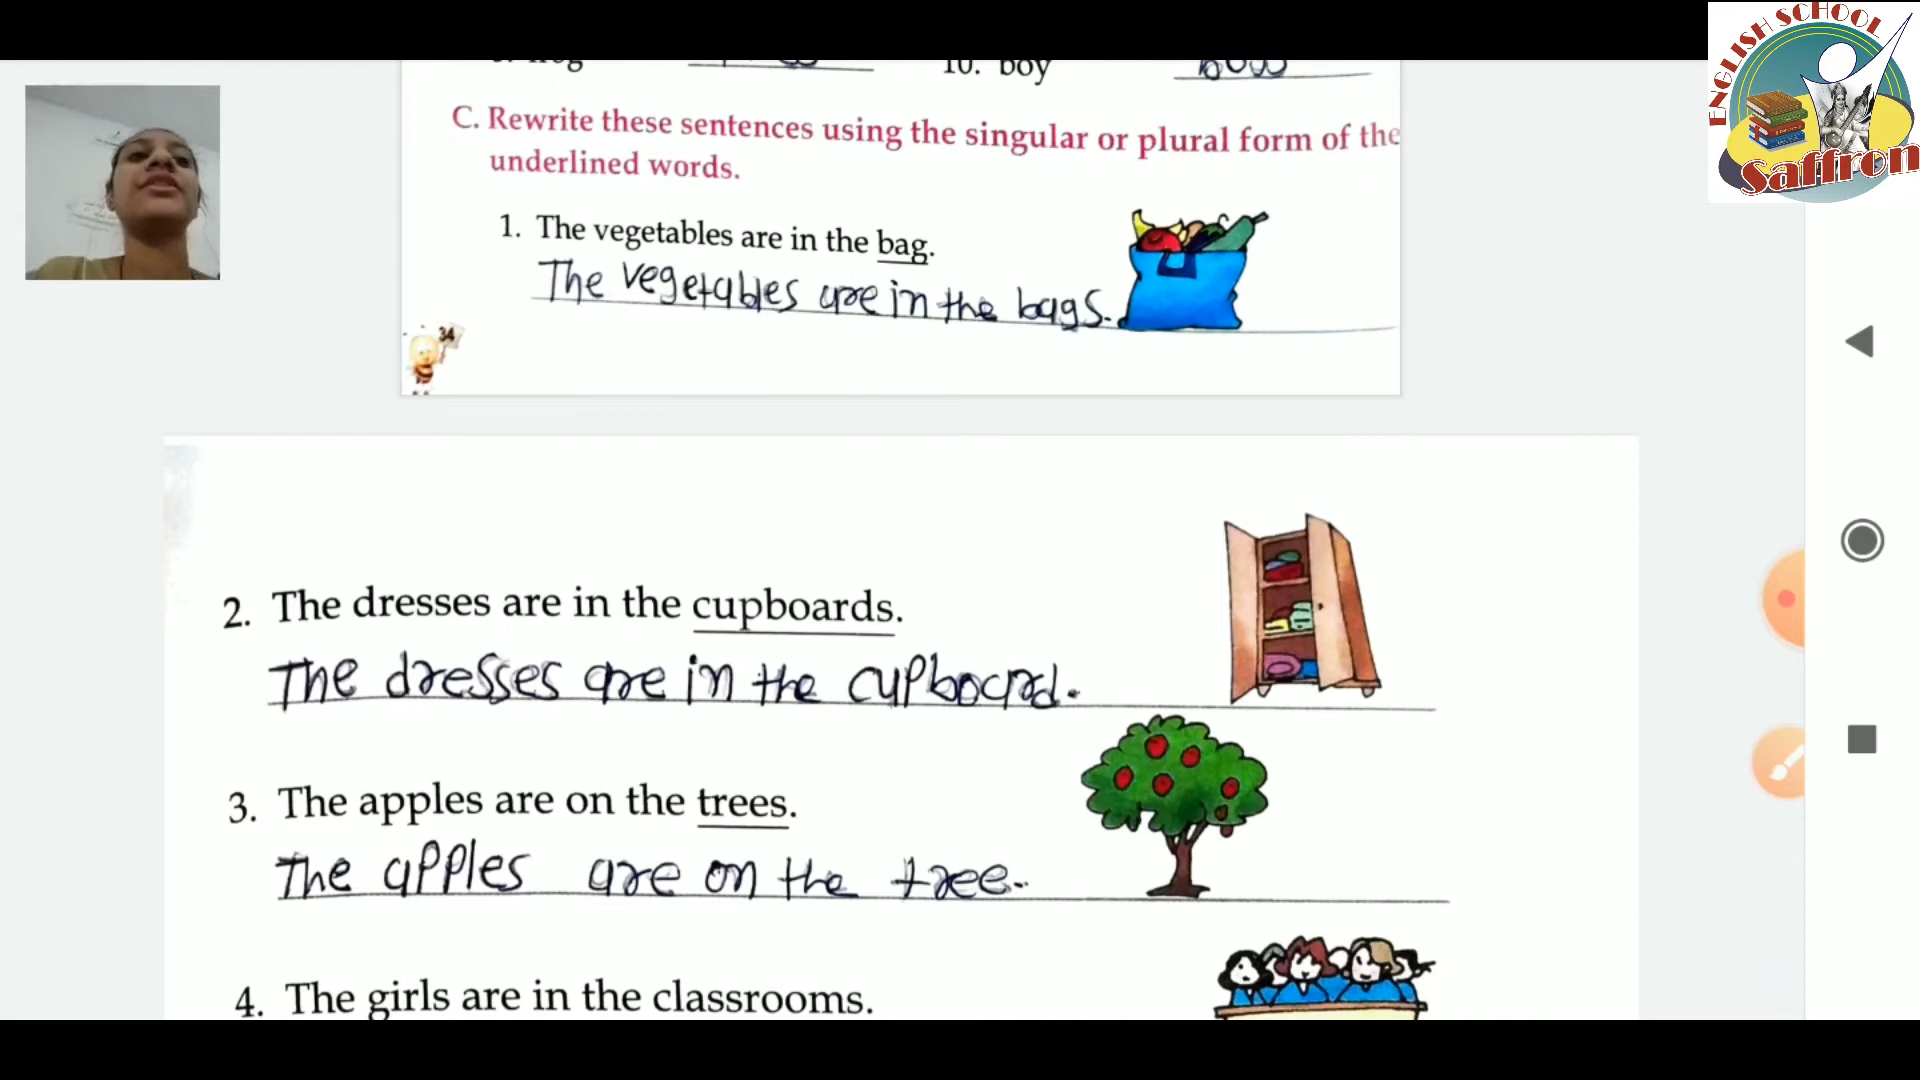 ENGLISH SCHOOL
Saffron
10. boy
C. Rewrite these sentences using the singular or plural form of the
underlined words.
1. The vegetables are in the bag.
The vegetables are in the bags.
34
2. The dresses are in the cupboards.
The dresses are in the cupboard.
3. The apples are on the trees.
The apples are on the tree.
4. The girls are in the classrooms.